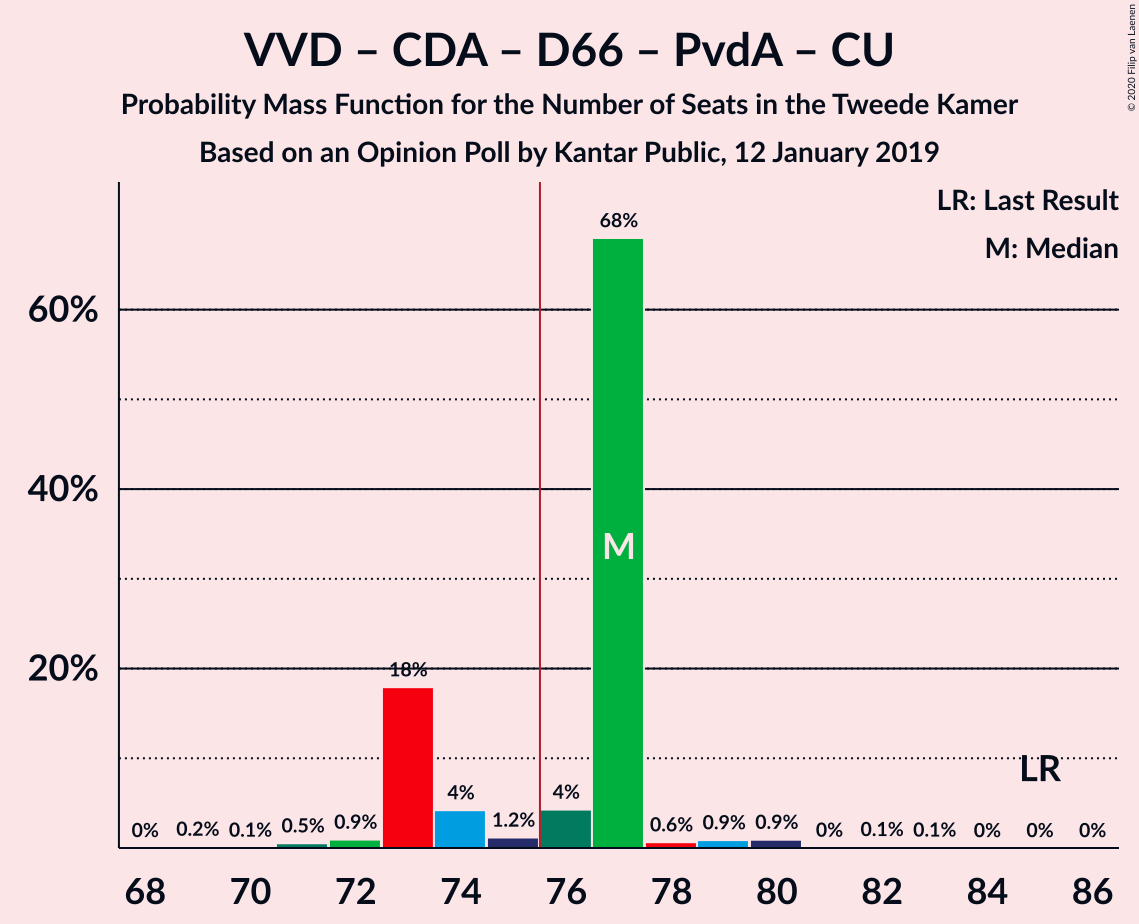 VVD – CDA – D66 – PvdA – CU
Probability Mass Function for the Number of Seats in the Tweede Kamer
Based on an Opinion Poll by Kantar Public, 12 January 2019
© 2020 Filip van Laenen
LR: Last Result
M: Median
60%
40%
20%
0%
0.2%
0.1%
0.5%
0.9%
18%
4%
1.2%
4%
68%
M
0.6%
0.9%
0.9%
0%
0.1%
0.1%
0%
0%
0%
LR
68 70 72 74 76 78 80 82 84 86